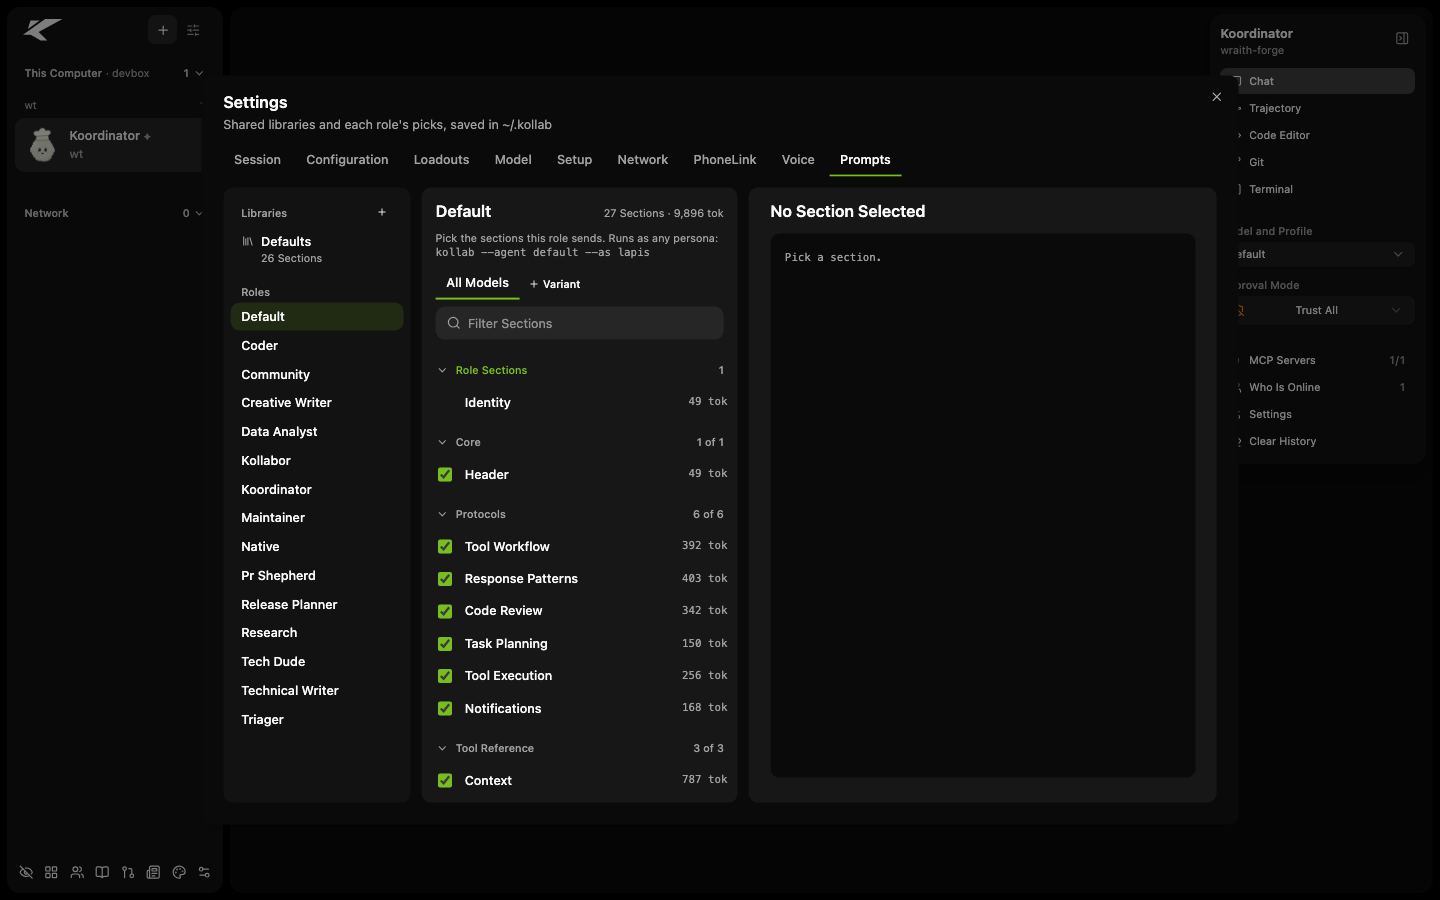 This Computer · devbox
1
wt
Koordinator
wt
Network
0
Settings
Shared libraries and each role's picks, saved in ~/.kollab
Session
Configuration
Loadouts
Model
Setup
Network
PhoneLink
Voice
Prompts
Libraries
Defaults
26 Sections
Roles
Default
Coder
Community
Creative Writer
Data Analyst
Kollabor
Koordinator
Maintainer
Native
Pr Shepherd
Release Planner
Research
Tech Dude
Technical Writer
Triager
Default
27 Sections · 9,896 tok
Pick the sections this role sends. Runs as any persona:
kollab --agent default --as lapis
All Models
+ Variant
Filter Sections
Role Sections
1
Identity
49 tok
Core
1 of 1
Header
49 tok
Protocols
6 of 6
Tool Workflow
392 tok
Response Patterns
403 tok
Code Review
342 tok
Task Planning
150 tok
Tool Execution
256 tok
Notifications
168 tok
Tool Reference
3 of 3
Context
787 tok
No Section Selected
Pick a section.
Koordinator
wraith-forge
Chat
Trajectory
Code Editor
Git
Terminal
del and Profile
efault
proval Mode
Trust All
MCP Servers
1/1
Who Is Online
1
Settings
Clear History